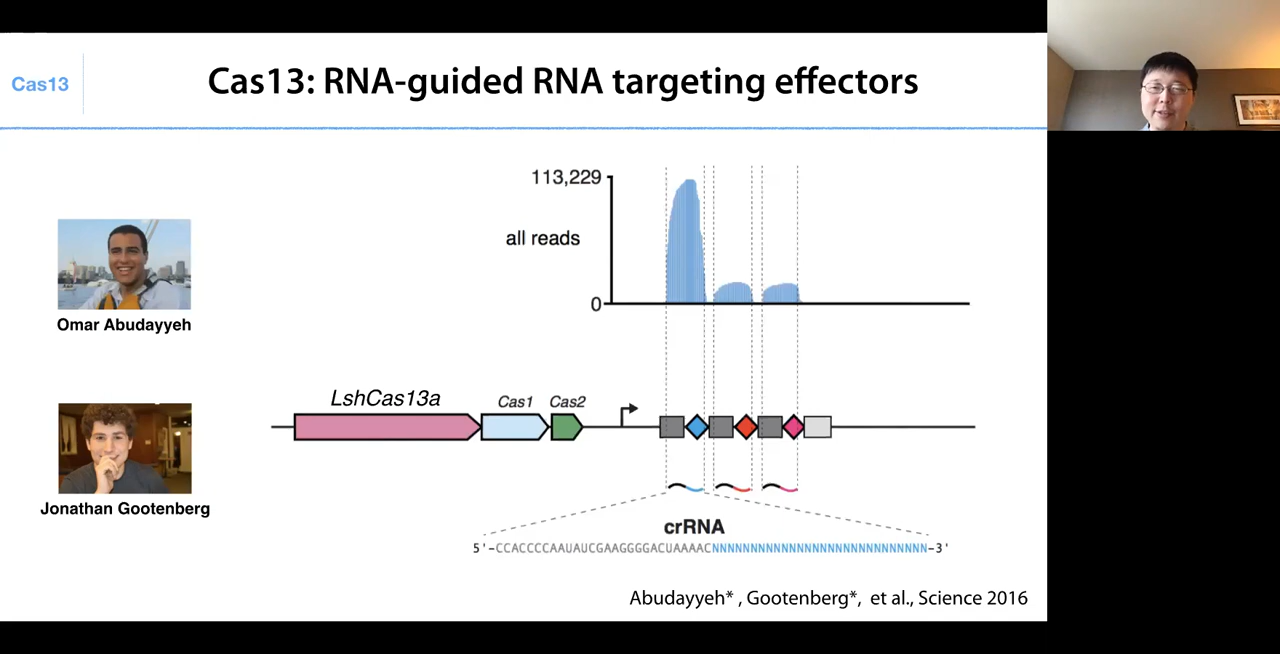 Cas13
Cas13: RNA-guided RNA targeting effectors
113,229
all reads
0
Omar Abudayyeh
LshCas13a
Cas1
Cas2
Jonathan Gootenberg
crRNA
5'-CCACCCCAAUAUCGAAGGGGACUAAAACNNNNNNNNNNNNNNNNNNNNNNNNNNNN-3'
Abudayyeh* , Gootenberg*, et al., Science 2016